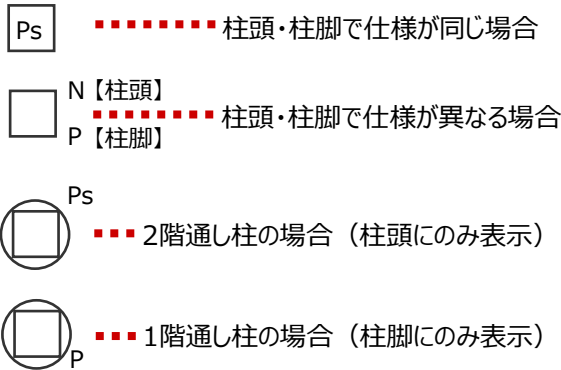 Ps 柱頭・柱脚で仕様が同じ場合
N【柱頭】
柱頭・柱脚で仕様が異なる場合
P【柱脚】
Ps
2階通し柱の場合（柱頭にのみ表示）
1階通し柱の場合（柱脚にのみ表示）
P